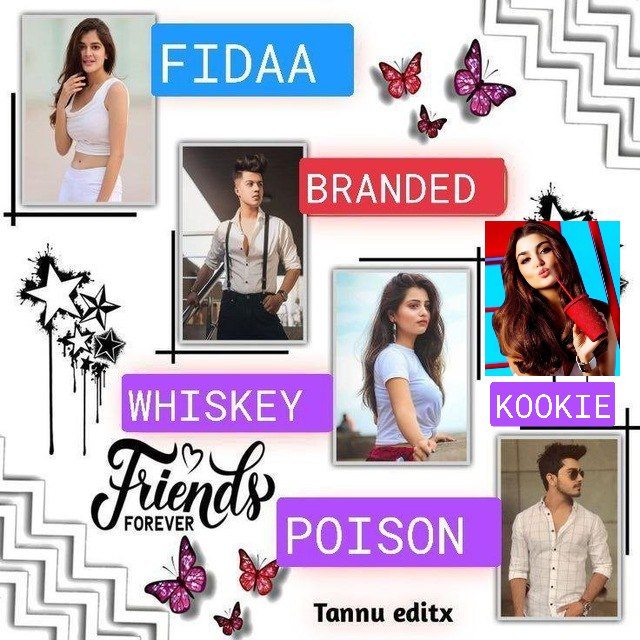 FIDAA
BRANDED
WHISKEY
KOOKIE
Friends
FOREVER
POISON
Tannu editx